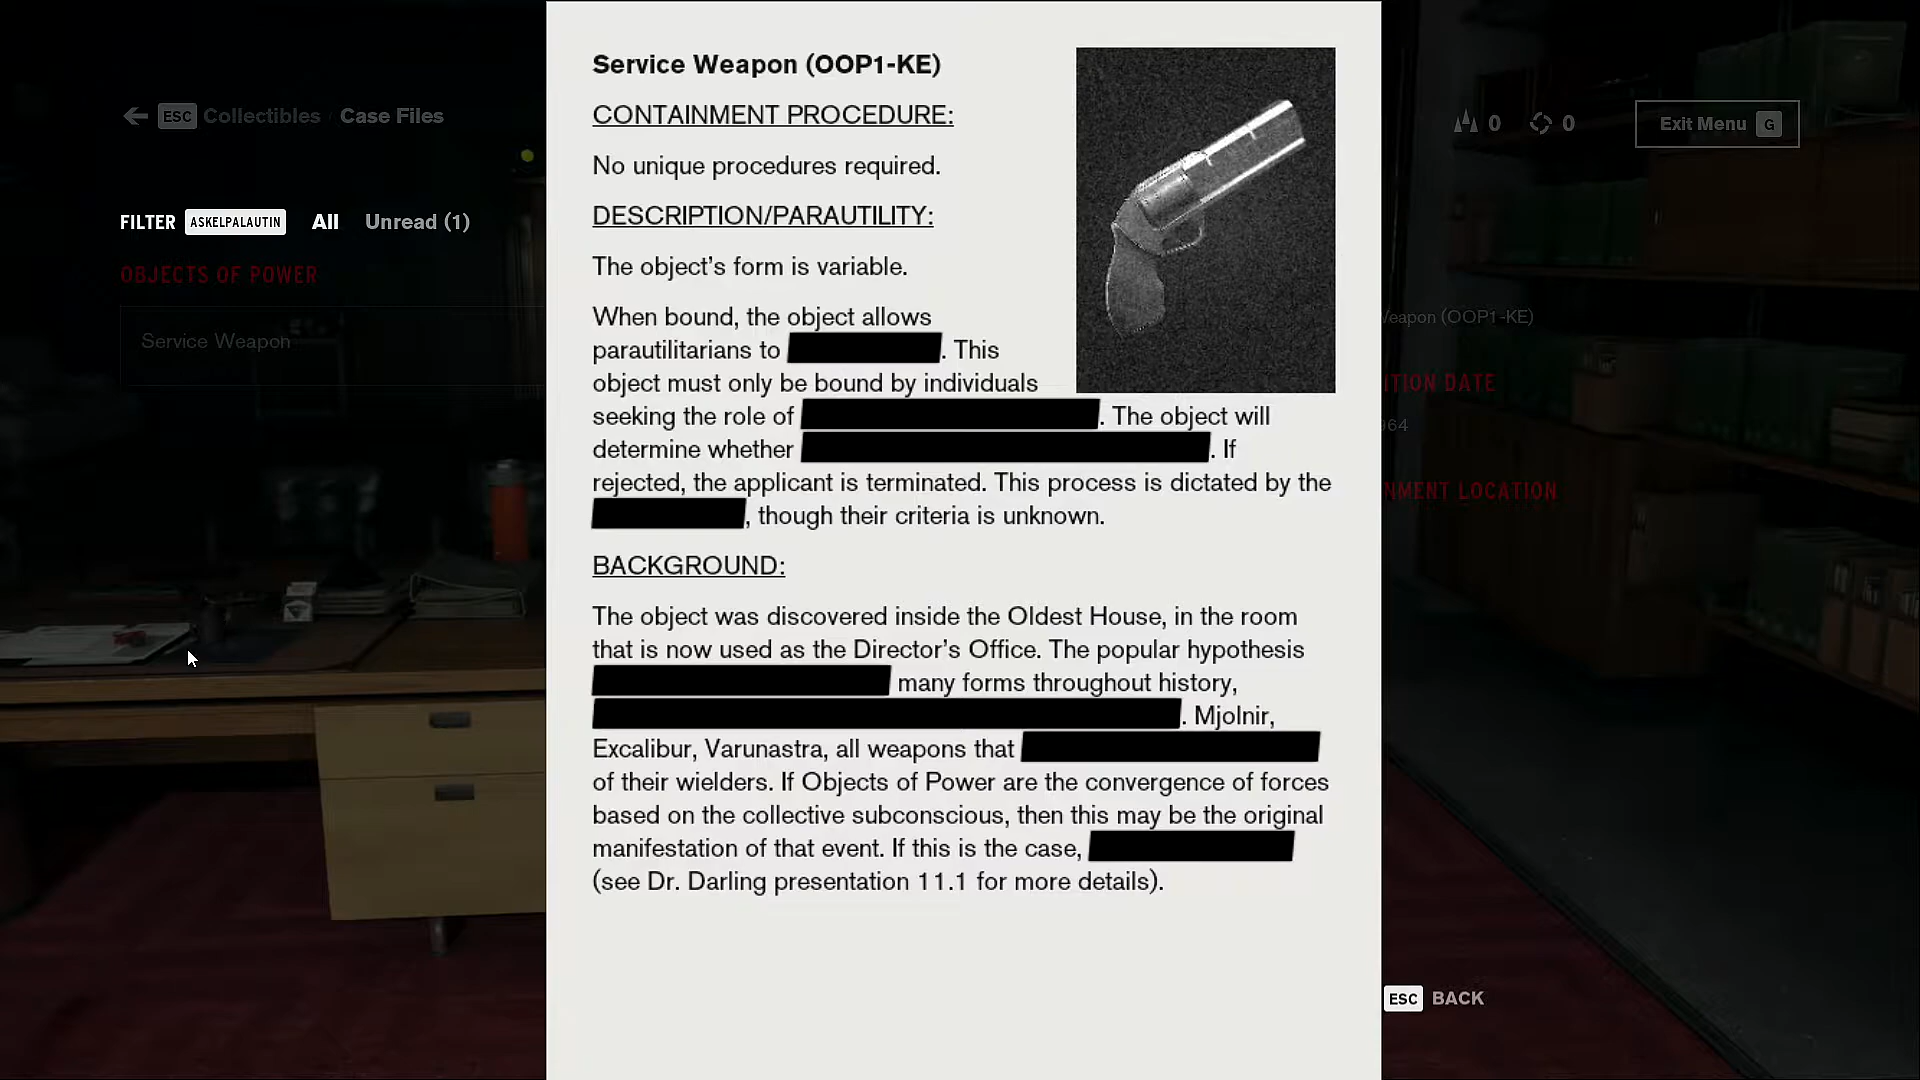 Service Weapon (OOP1-KE)
CONTAINMENT PROCEDURE:
ESC Collectibles / Case Files
0 0
Exit Menu G
No unique procedures required.
DESCRIPTION/PARAUTILITY:
FILTER ASKELPALAUTIN All Unread (1)
OBJECTS OF POWER
The object's form is variable.
Service Weapon
When bound, the object allows
parautilitarians to . This
object must only be bound by individuals
seeking the role of . The object will
determine whether . If
rejected, the applicant is terminated. This process is dictated by the
, though their criteria is unknown.
BACKGROUND:
The object was discovered inside the Oldest House, in the room
that is now used as the Director's Office. The popular hypothesis
many forms throughout history,
. Mjolnir,
Excalibur, Varunastra, all weapons that
of their wielders. If Objects of Power are the convergence of forces
based on the collective subconscious, then this may be the original
manifestation of that event. If this is the case,
(see Dr. Darling presentation 11.1 for more details).
(OOP1-KE)
DATE
LOCATION
ESC BACK